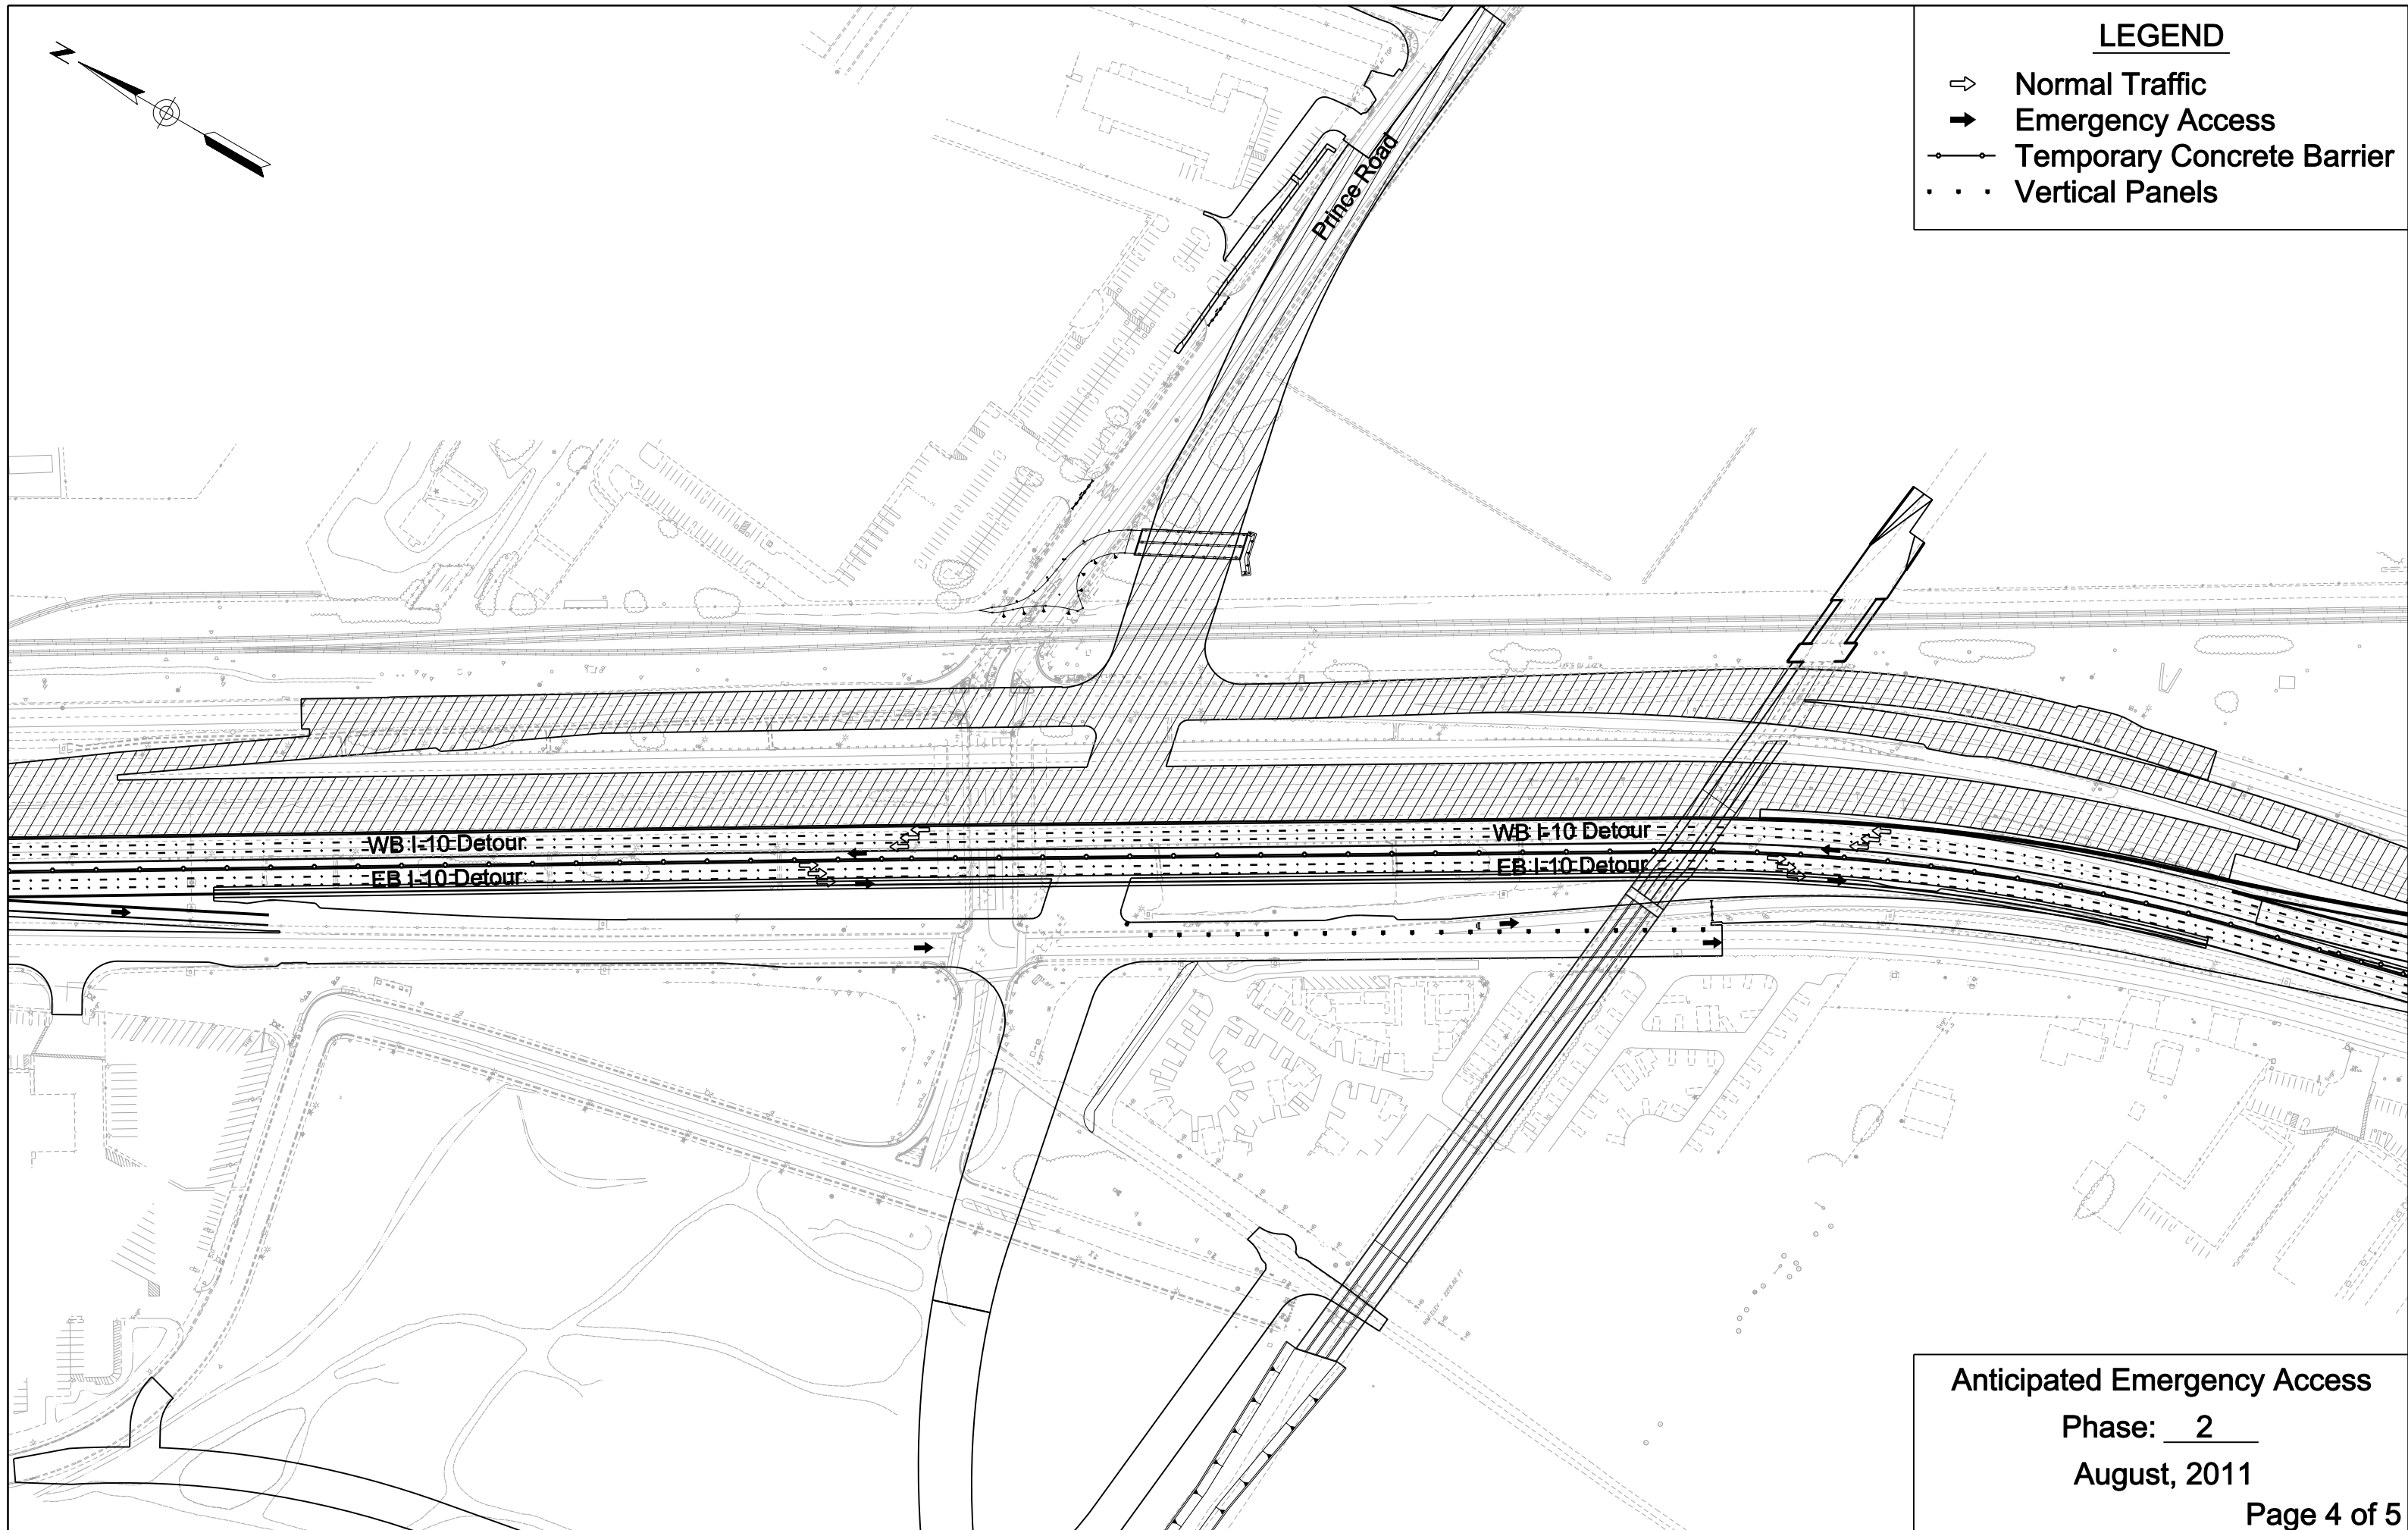 N
LEGEND
Normal Traffic
Emergency Access
Temporary Concrete Barrier
Vertical Panels
Prince Road
WB I-10 Detour
WB I-10 Detour
EB I-10 Detour
EB I-10 Detour
Anticipated Emergency Access
Phase: 2
August, 2011
Page 4 of 5